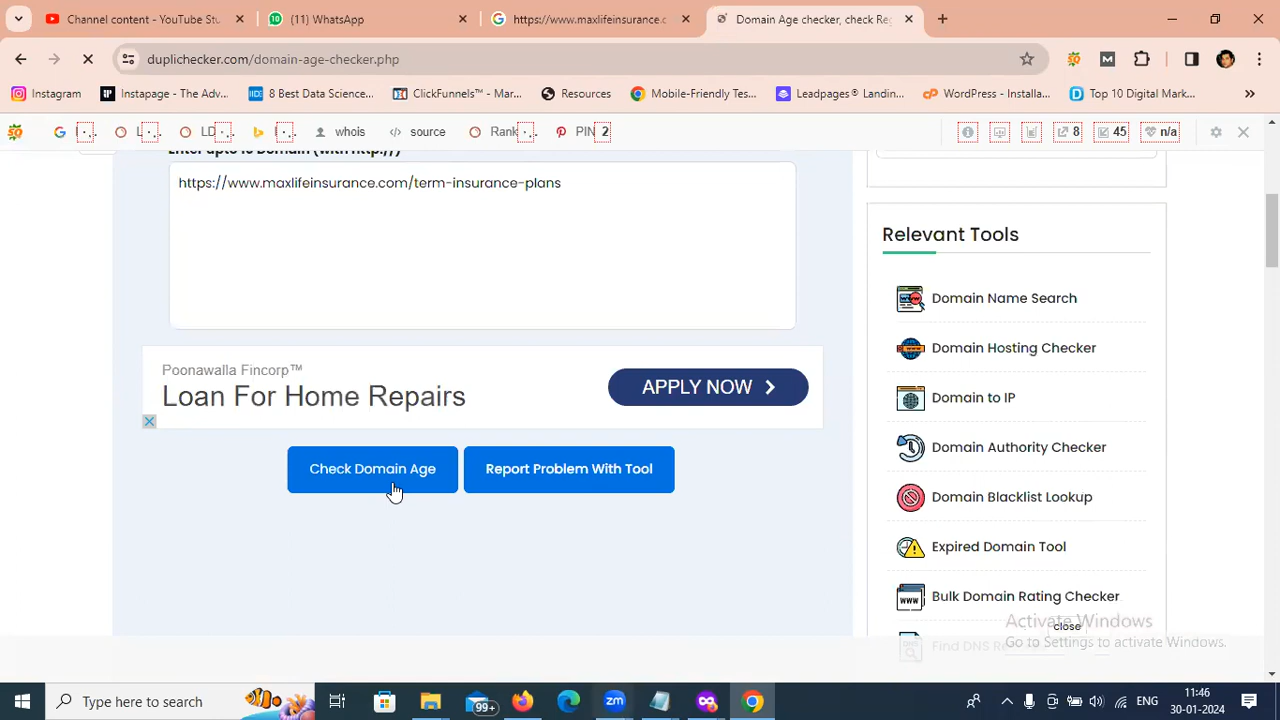 Channel content - YouTube Stu
(11) WhatsApp
https://www.maxlifeinsurance.c
Domain Age checker, check Reg
duplichecker.com/domain-age-checker.php
Instagram
Instapage - The Adv...
8 Best Data Science...
ClickFunnels™ - Mar...
Resources
Mobile-Friendly Tes...
Leadpages® Landin...
WordPress - Installa...
Top 10 Digital Mark...
whois
source
Rank
PIN 2
8
45
n/a
https://www.maxlifeinsurance.com/term-insurance-plans
Poonawalla Fincorp™
Loan For Home Repairs
APPLY NOW
Check Domain Age
Report Problem With Tool
Relevant Tools
Domain Name Search
Domain Hosting Checker
Domain to IP
Domain Authority Checker
Domain Blacklist Lookup
Expired Domain Tool
Bulk Domain Rating Checker
Activate Windows
close
Go to Settings to activate Windows.
Type here to search
99+
zm
ENG
11:46
30-01-2024